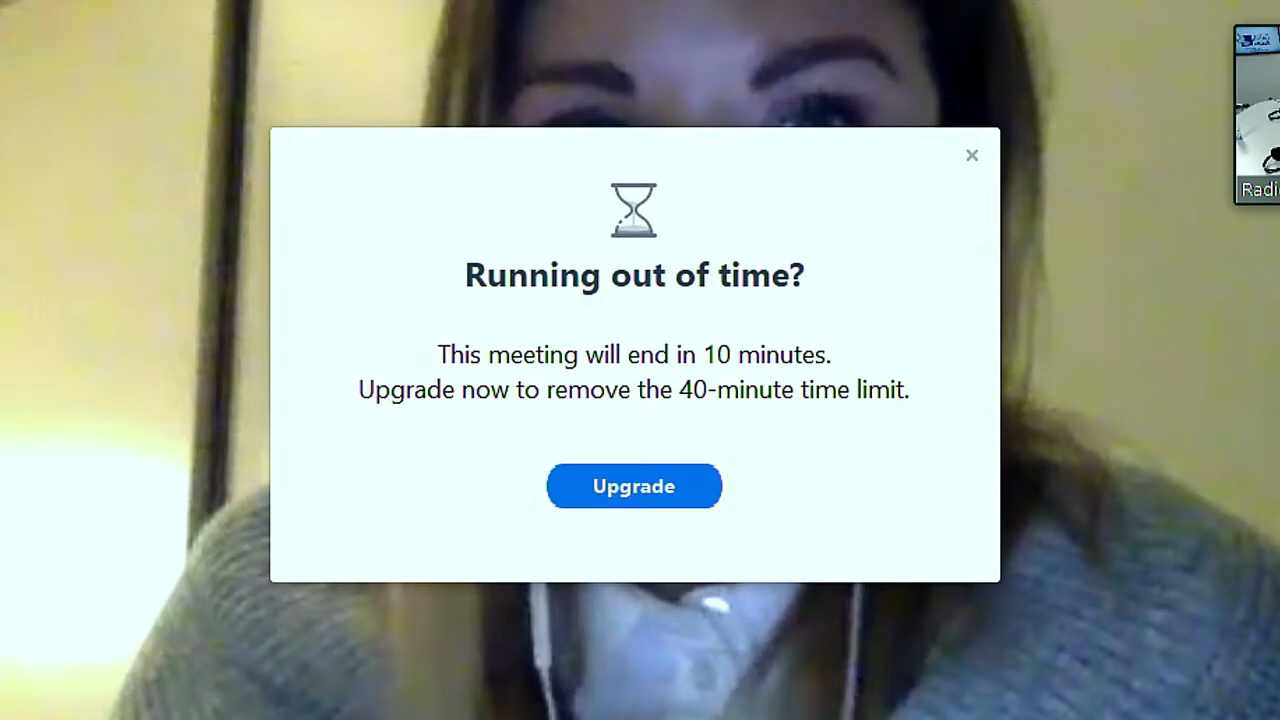 Running out of time?
This meeting will end in 10 minutes.
Upgrade now to remove the 40-minute time limit.
Upgrade
Radi